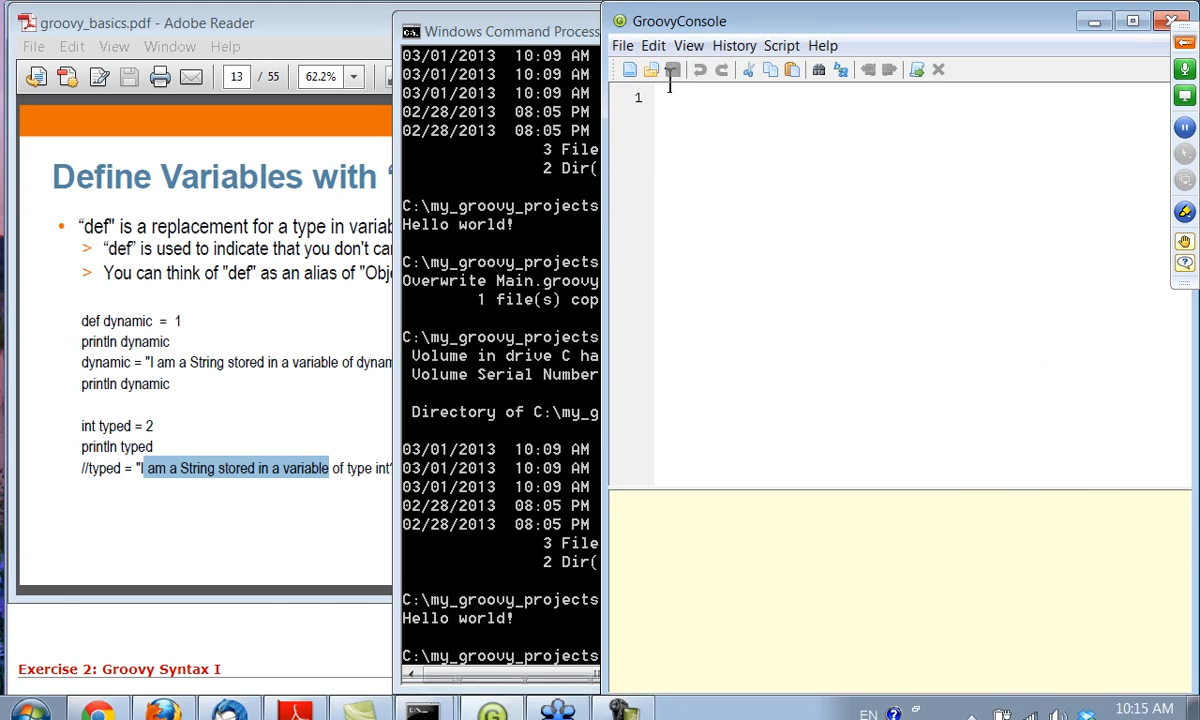 groovy_basics.pdf - Adobe Reader
File Edit View Window Help
13 / 55 62.2%
Define Variables with "
• "def" is a replacement for a type in variab
> "def" is used to indicate that you don't car
> You can think of "def" as an alias of "Obj
def dynamic = 1
println dynamic
dynamic = "I am a String stored in a variable of dynam
println dynamic
int typed = 2
println typed
//typed = "I am a String stored in a variable of type int"
Exercise 2: Groovy Syntax I
Windows Command Process
03/01/2013 10:09 AM
03/01/2013 10:09 AM
03/01/2013 10:09 AM
02/28/2013 08:05 PM
02/28/2013 08:05 PM
3 File
2 Dir(
C:\my_groovy_projects
Hello world!
C:\my_groovy_projects
Overwrite Main.groovy
1 file(s) cop
C:\my_groovy_projects
Volume in drive C ha
Volume Serial Number
Directory of C:\my_g
03/01/2013 10:09 AM
03/01/2013 10:09 AM
03/01/2013 10:09 AM
02/28/2013 08:05 PM
02/28/2013 08:05 PM
3 File
2 Dir(
C:\my_groovy_projects
Hello world!
C:\my_groovy_projects
GroovyConsole
File Edit View History Script Help
1
EN
10:15 AM